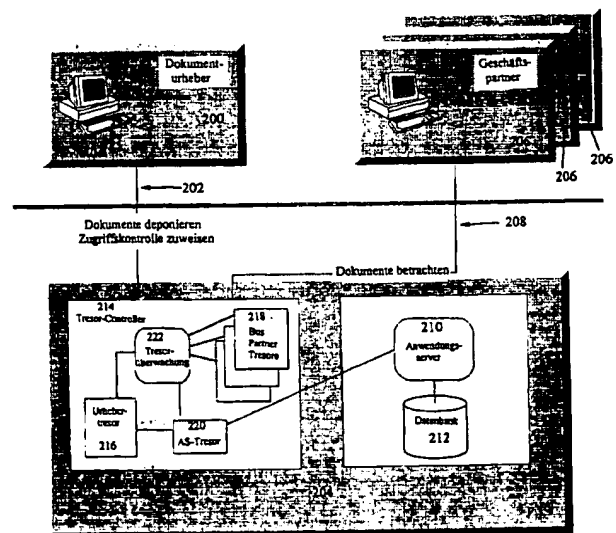 Dokument-
urheber
200
Geschäfts-
partner
206
206
202
208
Dokumente deponieren
Zugriffskontrolle zuweisen
Dokumente betrachten
214
Tresor-Controller
222
Tresor-
überwachung
218
Bus
Partner
Tresore
210
Anwendungs-
server
Urheber-
tresor
216
220
AS-Tresor
Datenbank
212
204